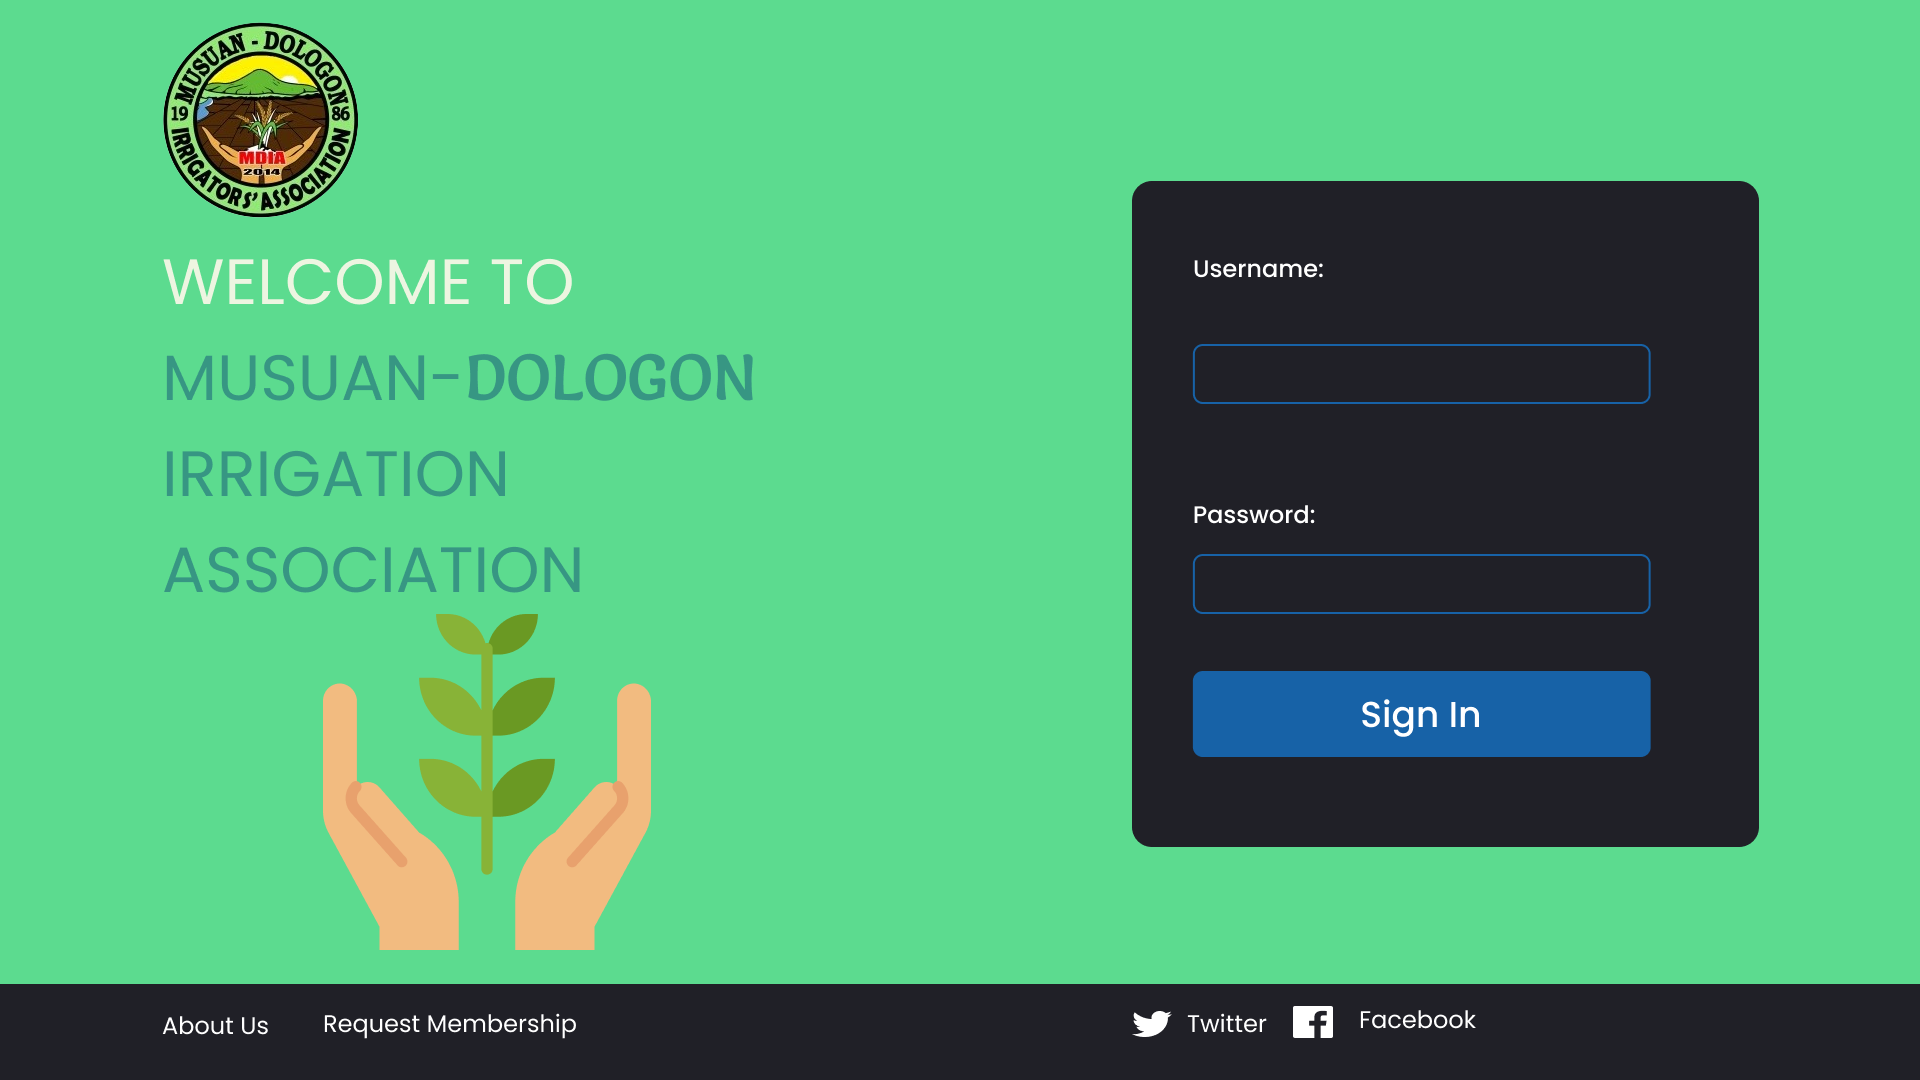 MUSUAN - DOLOGON
19 86
MDIA
2014
IRRIGATORS' ASSOCIATION
WELCOME TO
MUSUAN-DOLOGON
IRRIGATION
ASSOCIATION
Username:
Password:
Sign In
About Us
Request Membership
Twitter
Facebook